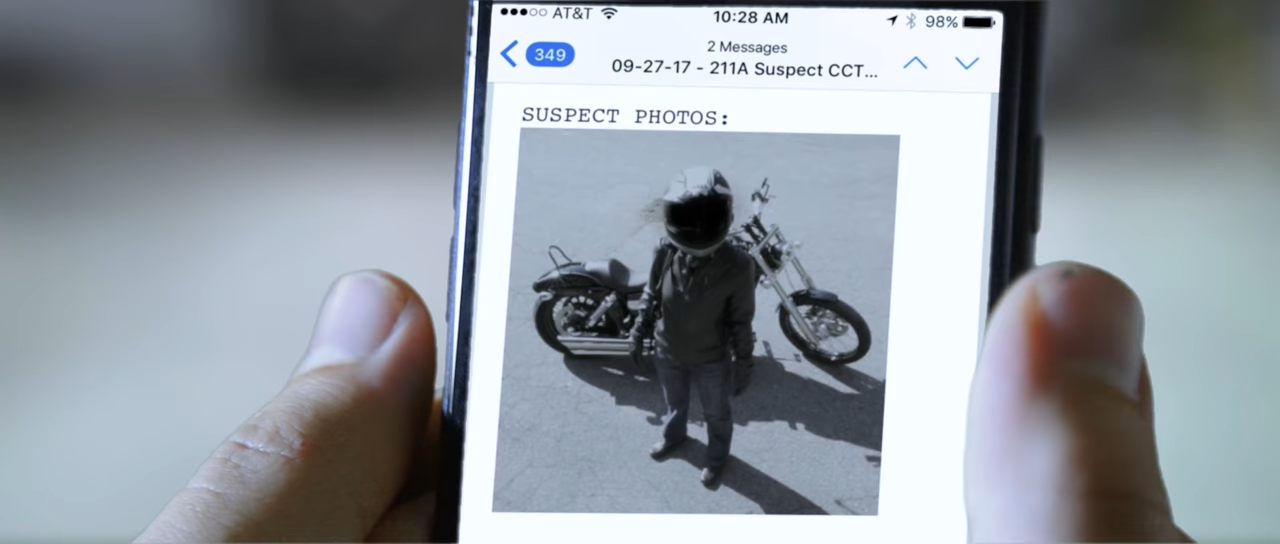 AT&T 10:28 AM 98%
349
2 Messages
09-27-17 - 211A Suspect CCT...
SUSPECT PHOTOS: